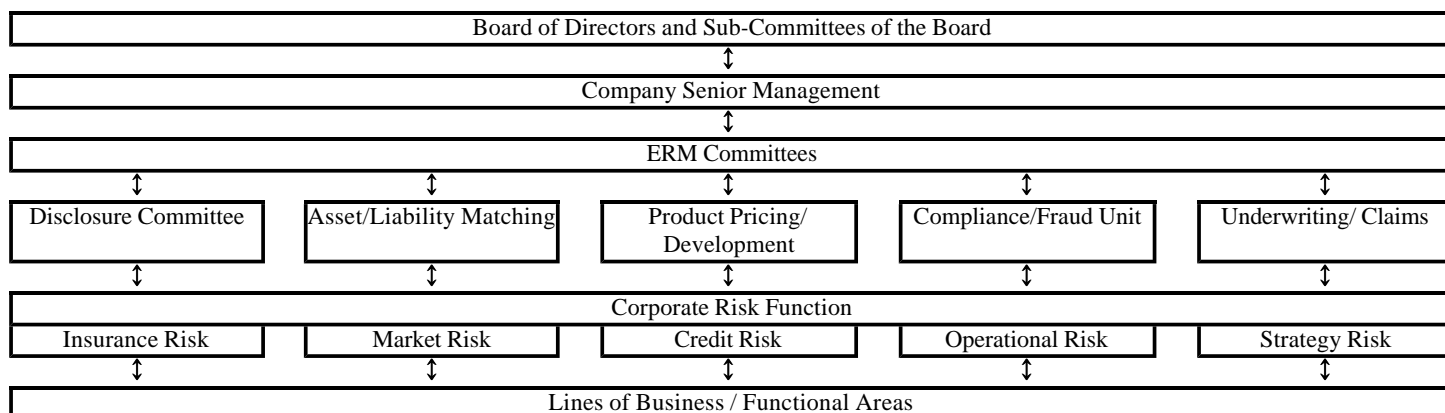 Board of Directors and Sub-Committees of the Board
↕
Company Senior Management
↕
ERM Committees
↕ ↕ ↕ ↕ ↕
Disclosure Committee Asset/Liability Matching Product Pricing/ Compliance/Fraud Unit Underwriting/ Claims
Development
↕ ↕ ↕ ↕ ↕
Corporate Risk Function
Insurance Risk Market Risk Credit Risk Operational Risk Strategy Risk
↕ ↕ ↕ ↕ ↕
Lines of Business / Functional Areas